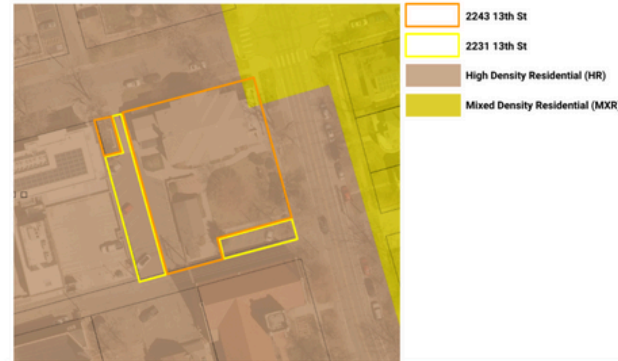 2243 13th St
2231 13th St
High Density Residential (HR)
Mixed Density Residential (MXR)